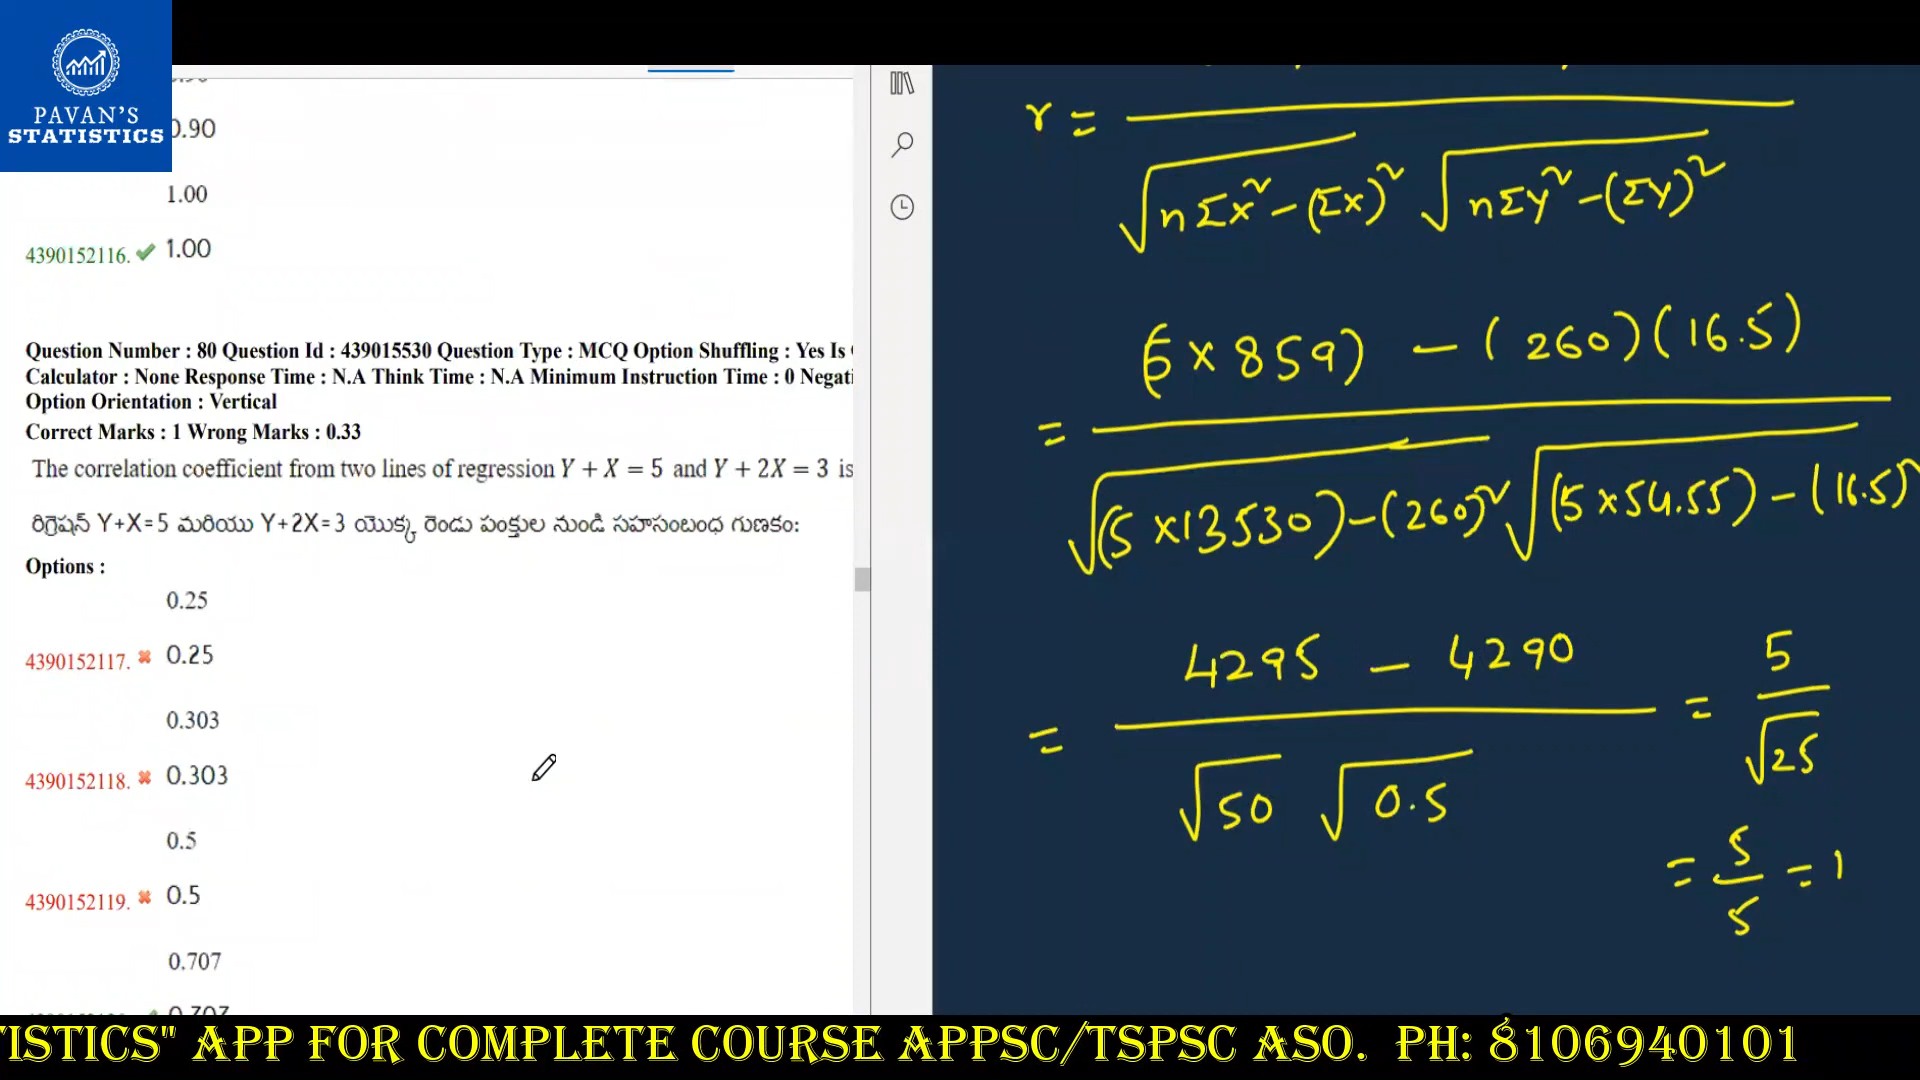 PAVAN'S
STATISTICS
0.90
1.00
4390152116. 1.00
Question Number : 80 Question Id : 439015530 Question Type : MCQ Option Shuffling : Yes Is
Calculator : None Response Time : N.A Think Time : N.A Minimum Instruction Time : 0 Negati
Option Orientation : Vertical
Correct Marks : 1 Wrong Marks : 0.33
The correlation coefficient from two lines of regression Y + X = 5 and Y + 2X = 3 is
రిగ్రెషన్ Y+X=5 మరియు Y+2X=3 యొక్క రెండు పంక్తుల నుండి సహసంబంధ గుణకం:
Options :
0.25
4390152117. 0.25
0.303
4390152118. 0.303
0.5
4390152119. 0.5
0.707
r =
√nΣx²-(Σx)² √nΣy²-(Σy)²
(5 × 859) - (260)(16.5)
=
√(5×13530)-(260)² √(5×54.55)-(16.5)
4295 - 4290
=
√50 √0.5
= 5
√25
= 5/5 = 1
TISTICS" APP FOR COMPLETE COURSE APPSC/TSPSC ASO. PH: 8106940101